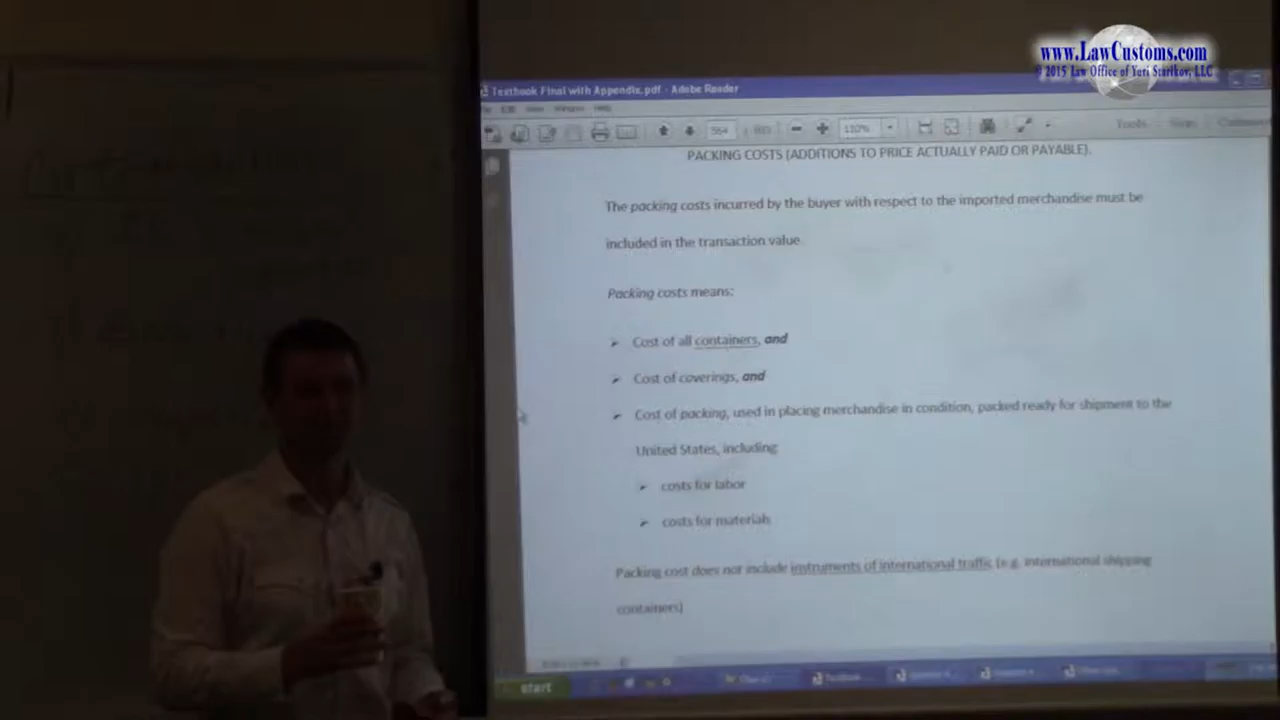 www.LawCustoms.com
© 2015 Law Office of Yuri Starikov, LLC
Textbook Final with Appendix.pdf - Adobe Reader
Help
554
120%
Tools
PACKING COSTS (ADDITIONS TO PRICE ACTUALLY PAID OR PAYABLE).
The packing costs incurred by the buyer with respect to the imported merchandise must be
included in the transaction value.
Packing costs means:
Cost of all containers, and
Cost of coverings, and
Cost of packing, used in placing merchandise in condition, packed ready for shipment to the
United States, including:
costs for labor
costs for materials
Packing cost does not include instruments of international traffic (e.g. international shipping
containers)
start